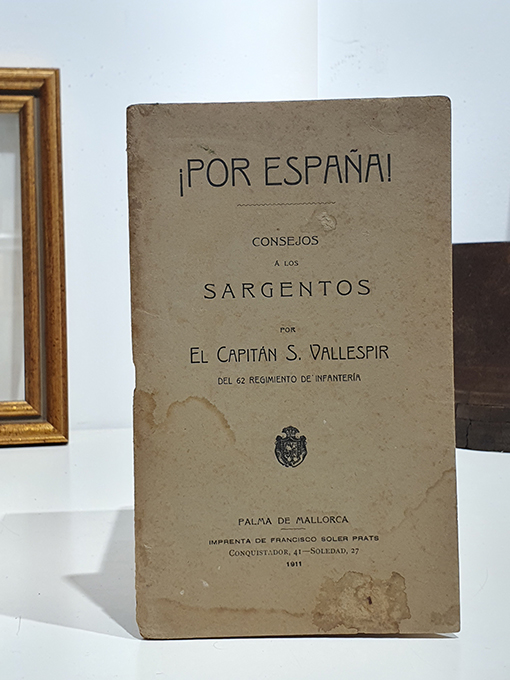 ¡POR ESPAÑA!
CONSEJOS
Á LOS
SARGENTOS
POR
EL CAPITÁN S. VALLESPIR
DEL 62 REGIMIENTO DE INFANTERÍA
PALMA DE MALLORCA
IMPRENTA DE FRANCISCO SOLER PRATS
CONQUISTADOR, 41—SOLEDAD, 27
1911